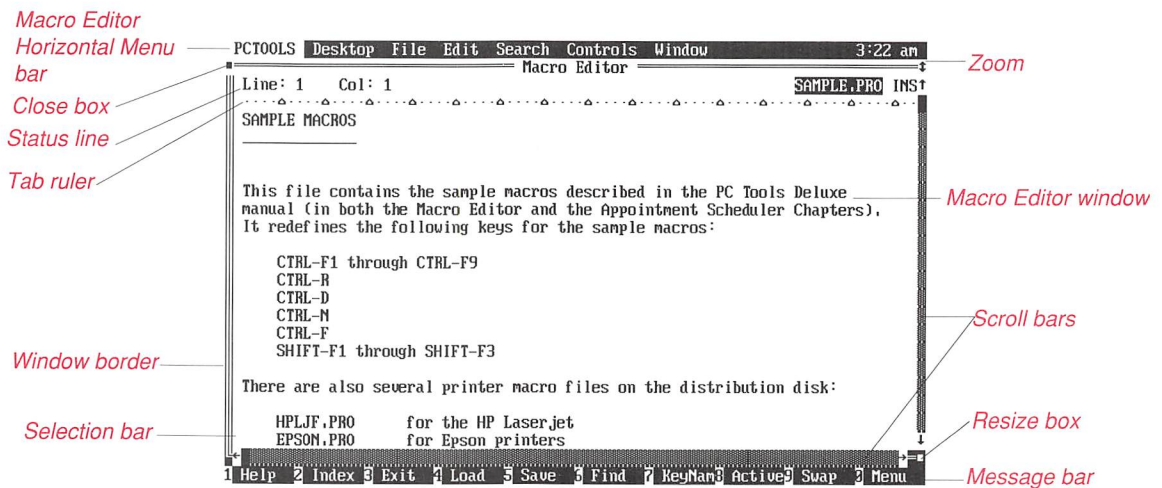 Macro Editor
Horizontal Menu
bar
Close box
Status line
Tab ruler
Window border
Selection bar
PCTOOLS Desktop File Edit Search Controls Window 3:22 am
Macro Editor
Line: 1 Col: 1 SAMPLE.PRO INS
SAMPLE MACROS
This file contains the sample macros described in the PC Tools Deluxe
manual (in both the Macro Editor and the Appointment Scheduler Chapters).
It redefines the following keys for the sample macros:
CTRL-F1 through CTRL-F9
CTRL-R
CTRL-D
CTRL-N
CTRL-F
SHIFT-F1 through SHIFT-F3
There are also several printer macro files on the distribution disk:
HPLJF.PRO for the HP Laserjet
EPSON.PRO for Epson printers
1 Help 2 Index 3 Exit 4 Load 5 Save 6 Find 7 KeyNam8 Active9 Swap 0 Menu
Zoom
Macro Editor window
Scroll bars
Resize box
Message bar